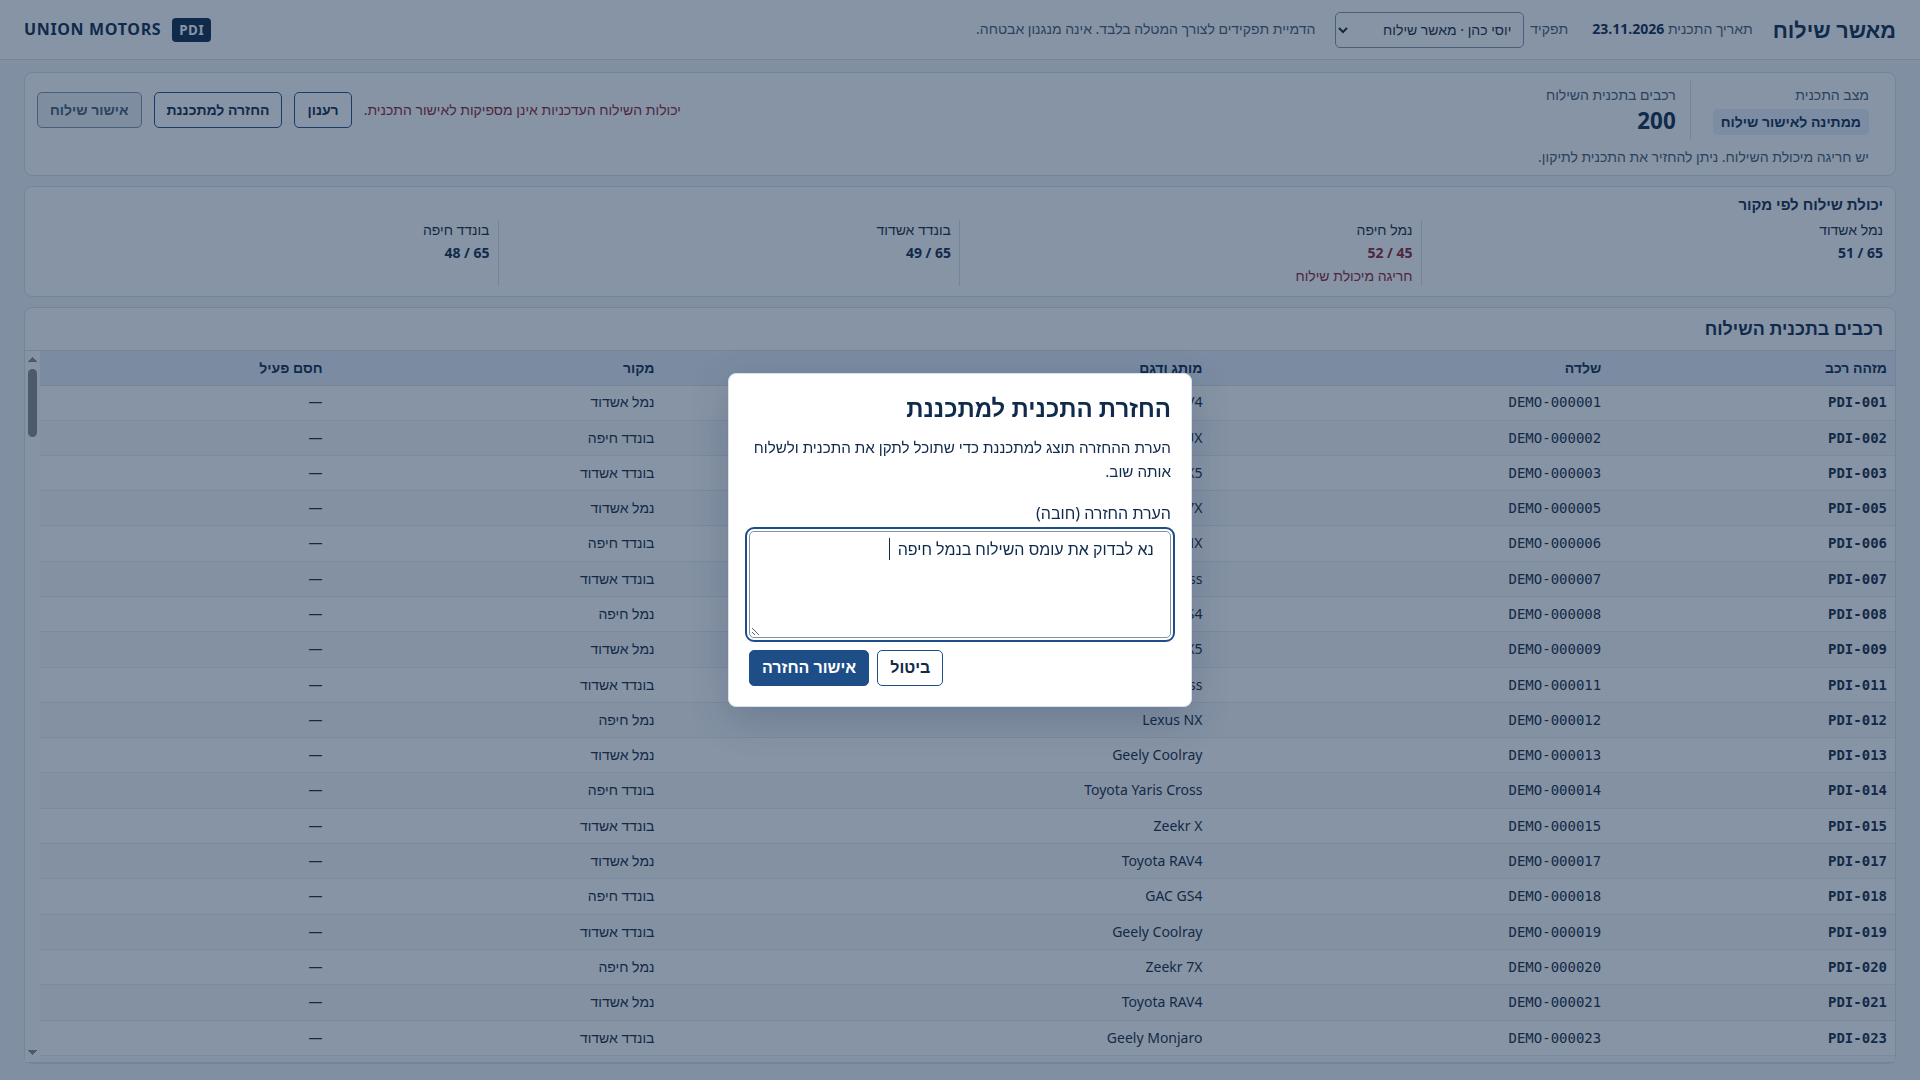 מאשר שילוח
תאריך התכנית 23.11.2026
תפקיד
יוסי כהן · מאשר שילוח
הדמיית תפקידים לצורך המטלה בלבד. אינה מנגנון אבטחה.
PDI
UNION MOTORS
מצב התכנית
ממתינה לאישור שילוח
רכבים בתכנית השילוח
200
יכולות השילוח העדכניות אינן מספיקות לאישור התכנית.
רענון
החזרה למתכננת
אישור שילוח
יש חריגה מיכולת השילוח. ניתן להחזיר את התכנית לתיקון.
יכולת שילוח לפי מקור
נמל אשדוד
51 / 65
נמל חיפה
52 / 45
חריגה מיכולת שילוח
בונדד אשדוד
49 / 65
בונדד חיפה
48 / 65
רכבים בתכנית השילוח
מזהה רכב שלדה מותג ודגם מקור חסם פעיל
PDI-001 DEMO-000001 V4 נמל אשדוד —
PDI-002 DEMO-000002 UX בונדד חיפה —
PDI-003 DEMO-000003 X5 בונדד אשדוד —
PDI-005 DEMO-000005 7X נמל אשדוד —
PDI-006 DEMO-000006 NX בונדד חיפה —
PDI-007 DEMO-000007 ss בונדד אשדוד —
PDI-008 DEMO-000008 S4 נמל חיפה —
PDI-009 DEMO-000009 X5 נמל אשדוד —
PDI-011 DEMO-000011 ss בונדד אשדוד —
PDI-012 DEMO-000012 Lexus NX נמל חיפה —
PDI-013 DEMO-000013 Geely Coolray נמל אשדוד —
PDI-014 DEMO-000014 Toyota Yaris Cross בונדד חיפה —
PDI-015 DEMO-000015 Zeekr X בונדד אשדוד —
PDI-017 DEMO-000017 Toyota RAV4 נמל אשדוד —
PDI-018 DEMO-000018 GAC GS4 בונדד חיפה —
PDI-019 DEMO-000019 Geely Coolray בונדד אשדוד —
PDI-020 DEMO-000020 Zeekr 7X נמל חיפה —
PDI-021 DEMO-000021 Toyota RAV4 נמל אשדוד —
PDI-023 DEMO-000023 Geely Monjaro בונדד אשדוד —
החזרת התכנית למתכננת
הערת ההחזרה תוצג למתכננת כדי שתוכל לתקן את התכנית ולשלוח
אותה שוב.
הערת החזרה (חובה)
נא לבדוק את עומס השילוח בנמל חיפה
ביטול
אישור החזרה